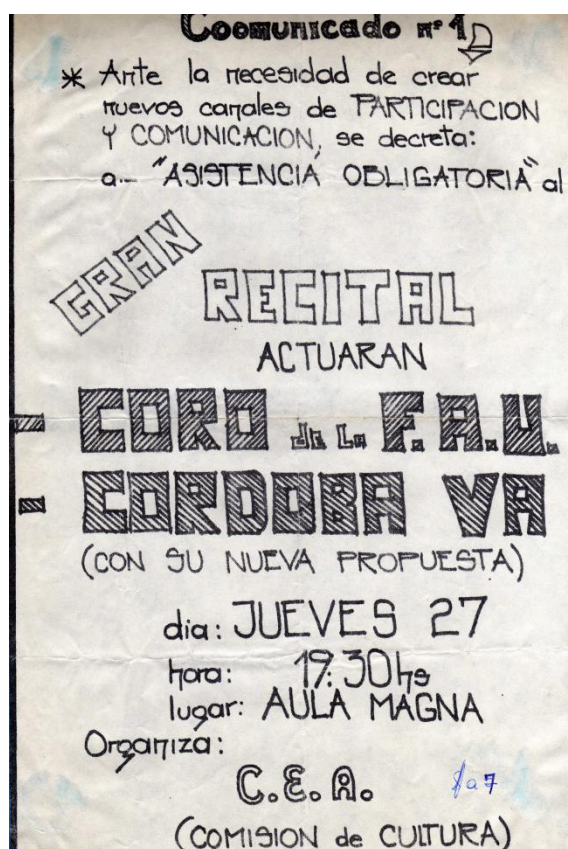 Coomunicado nº 1
* Ante la necesidad de crear
nuevos canales de PARTICIPACION
Y COMUNICACION, se decreta:
a.- "ASISTENCIA OBLIGATORIA" al
GRAN
RECITAL
ACTUARAN
- CORO de La F.A.U.
- CORDOBA VA
(CON SU NUEVA PROPUESTA)
dia: JUEVES 27
hora: 19:30hs
lugar: AULA MAGNA
Organiza:
C.E.A.
(COMISION de CULTURA)